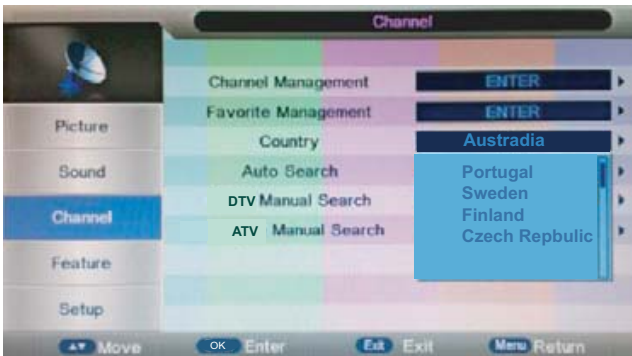 Channel
Channel Management ENTER
Favorite Management ENTER
Country Austradia
Auto Search
DTV Manual Search
ATV Manual Search
Portugal
Sweden
Finland
Czech Repbulic
Picture
Sound
Channel
Feature
Setup
Move OK Enter Exit Exit Menu Return